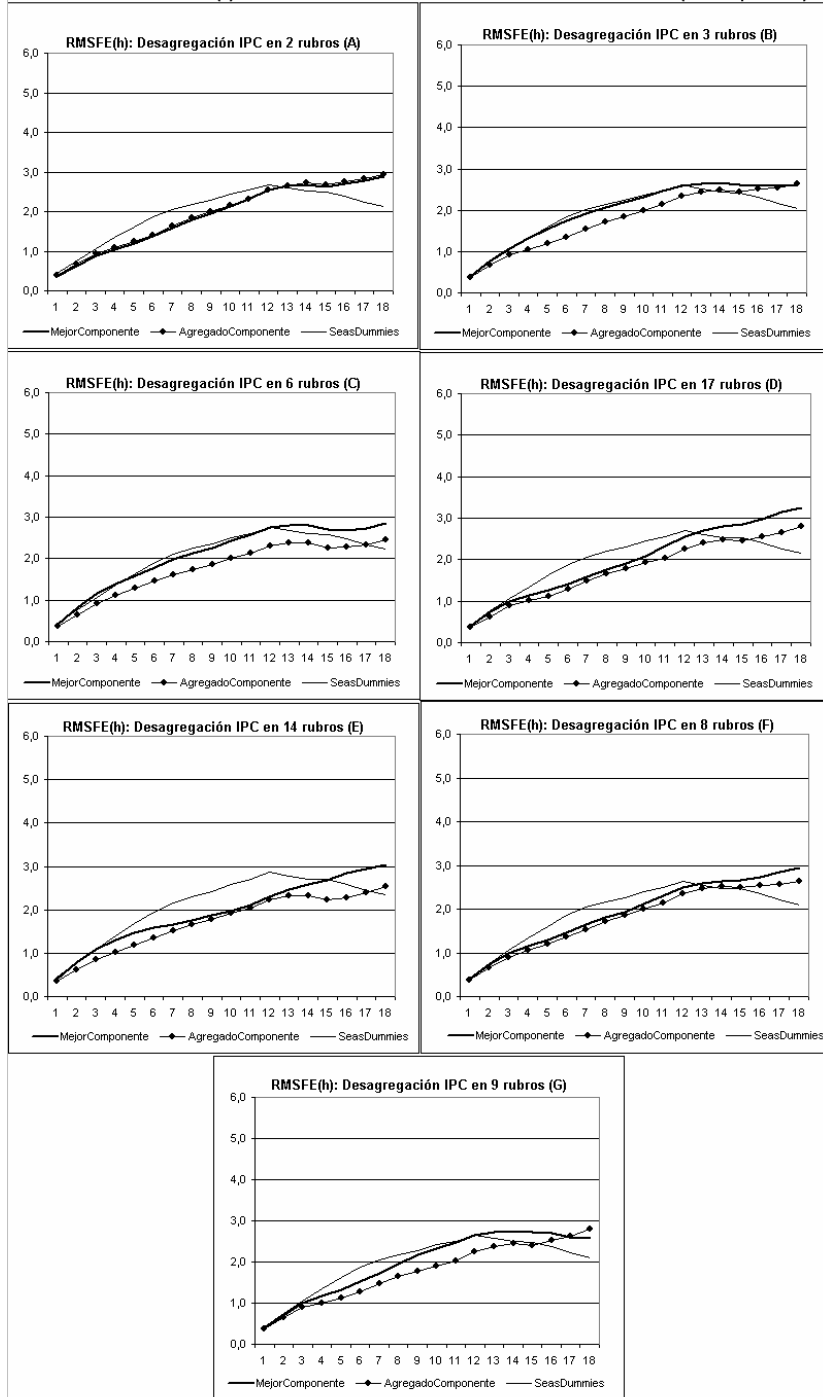 RMSFE(h): Desagregación IPC en 2 rubros (A)
6,0
5,0
4,0
3,0
2,0
1,0
0,0
1 2 3 4 5 6 7 8 9 10 11 12 13 14 15 16 17 18
MejorComponente AgregadoComponente SeasDummies
RMSFE(h): Desagregación IPC en 3 rubros (B)
6,0
5,0
4,0
3,0
2,0
1,0
0,0
1 2 3 4 5 6 7 8 9 10 11 12 13 14 15 16 17 18
MejorComponente AgregadoComponente SeasDummies
RMSFE(h): Desagregación IPC en 6 rubros (C)
6,0
5,0
4,0
3,0
2,0
1,0
0,0
1 2 3 4 5 6 7 8 9 10 11 12 13 14 15 16 17 18
MejorComponente AgregadoComponente SeasDummies
RMSFE(h): Desagregación IPC en 17 rubros (D)
6,0
5,0
4,0
3,0
2,0
1,0
0,0
1 2 3 4 5 6 7 8 9 10 11 12 13 14 15 16 17 18
MejorComponente AgregadoComponente SeasDummies
RMSFE(h): Desagregación IPC en 14 rubros (E)
6,0
5,0
4,0
3,0
2,0
1,0
0,0
1 2 3 4 5 6 7 8 9 10 11 12 13 14 15 16 17 18
MejorComponente AgregadoComponente SeasDummies
RMSFE(h): Desagregación IPC en 8 rubros (F)
6,0
5,0
4,0
3,0
2,0
1,0
0,0
1 2 3 4 5 6 7 8 9 10 11 12 13 14 15 16 17 18
MejorComponente AgregadoComponente SeasDummies
RMSFE(h): Desagregación IPC en 9 rubros (G)
6,0
5,0
4,0
3,0
2,0
1,0
0,0
1 2 3 4 5 6 7 8 9 10 11 12 13 14 15 16 17 18
MejorComponente AgregadoComponente SeasDummies